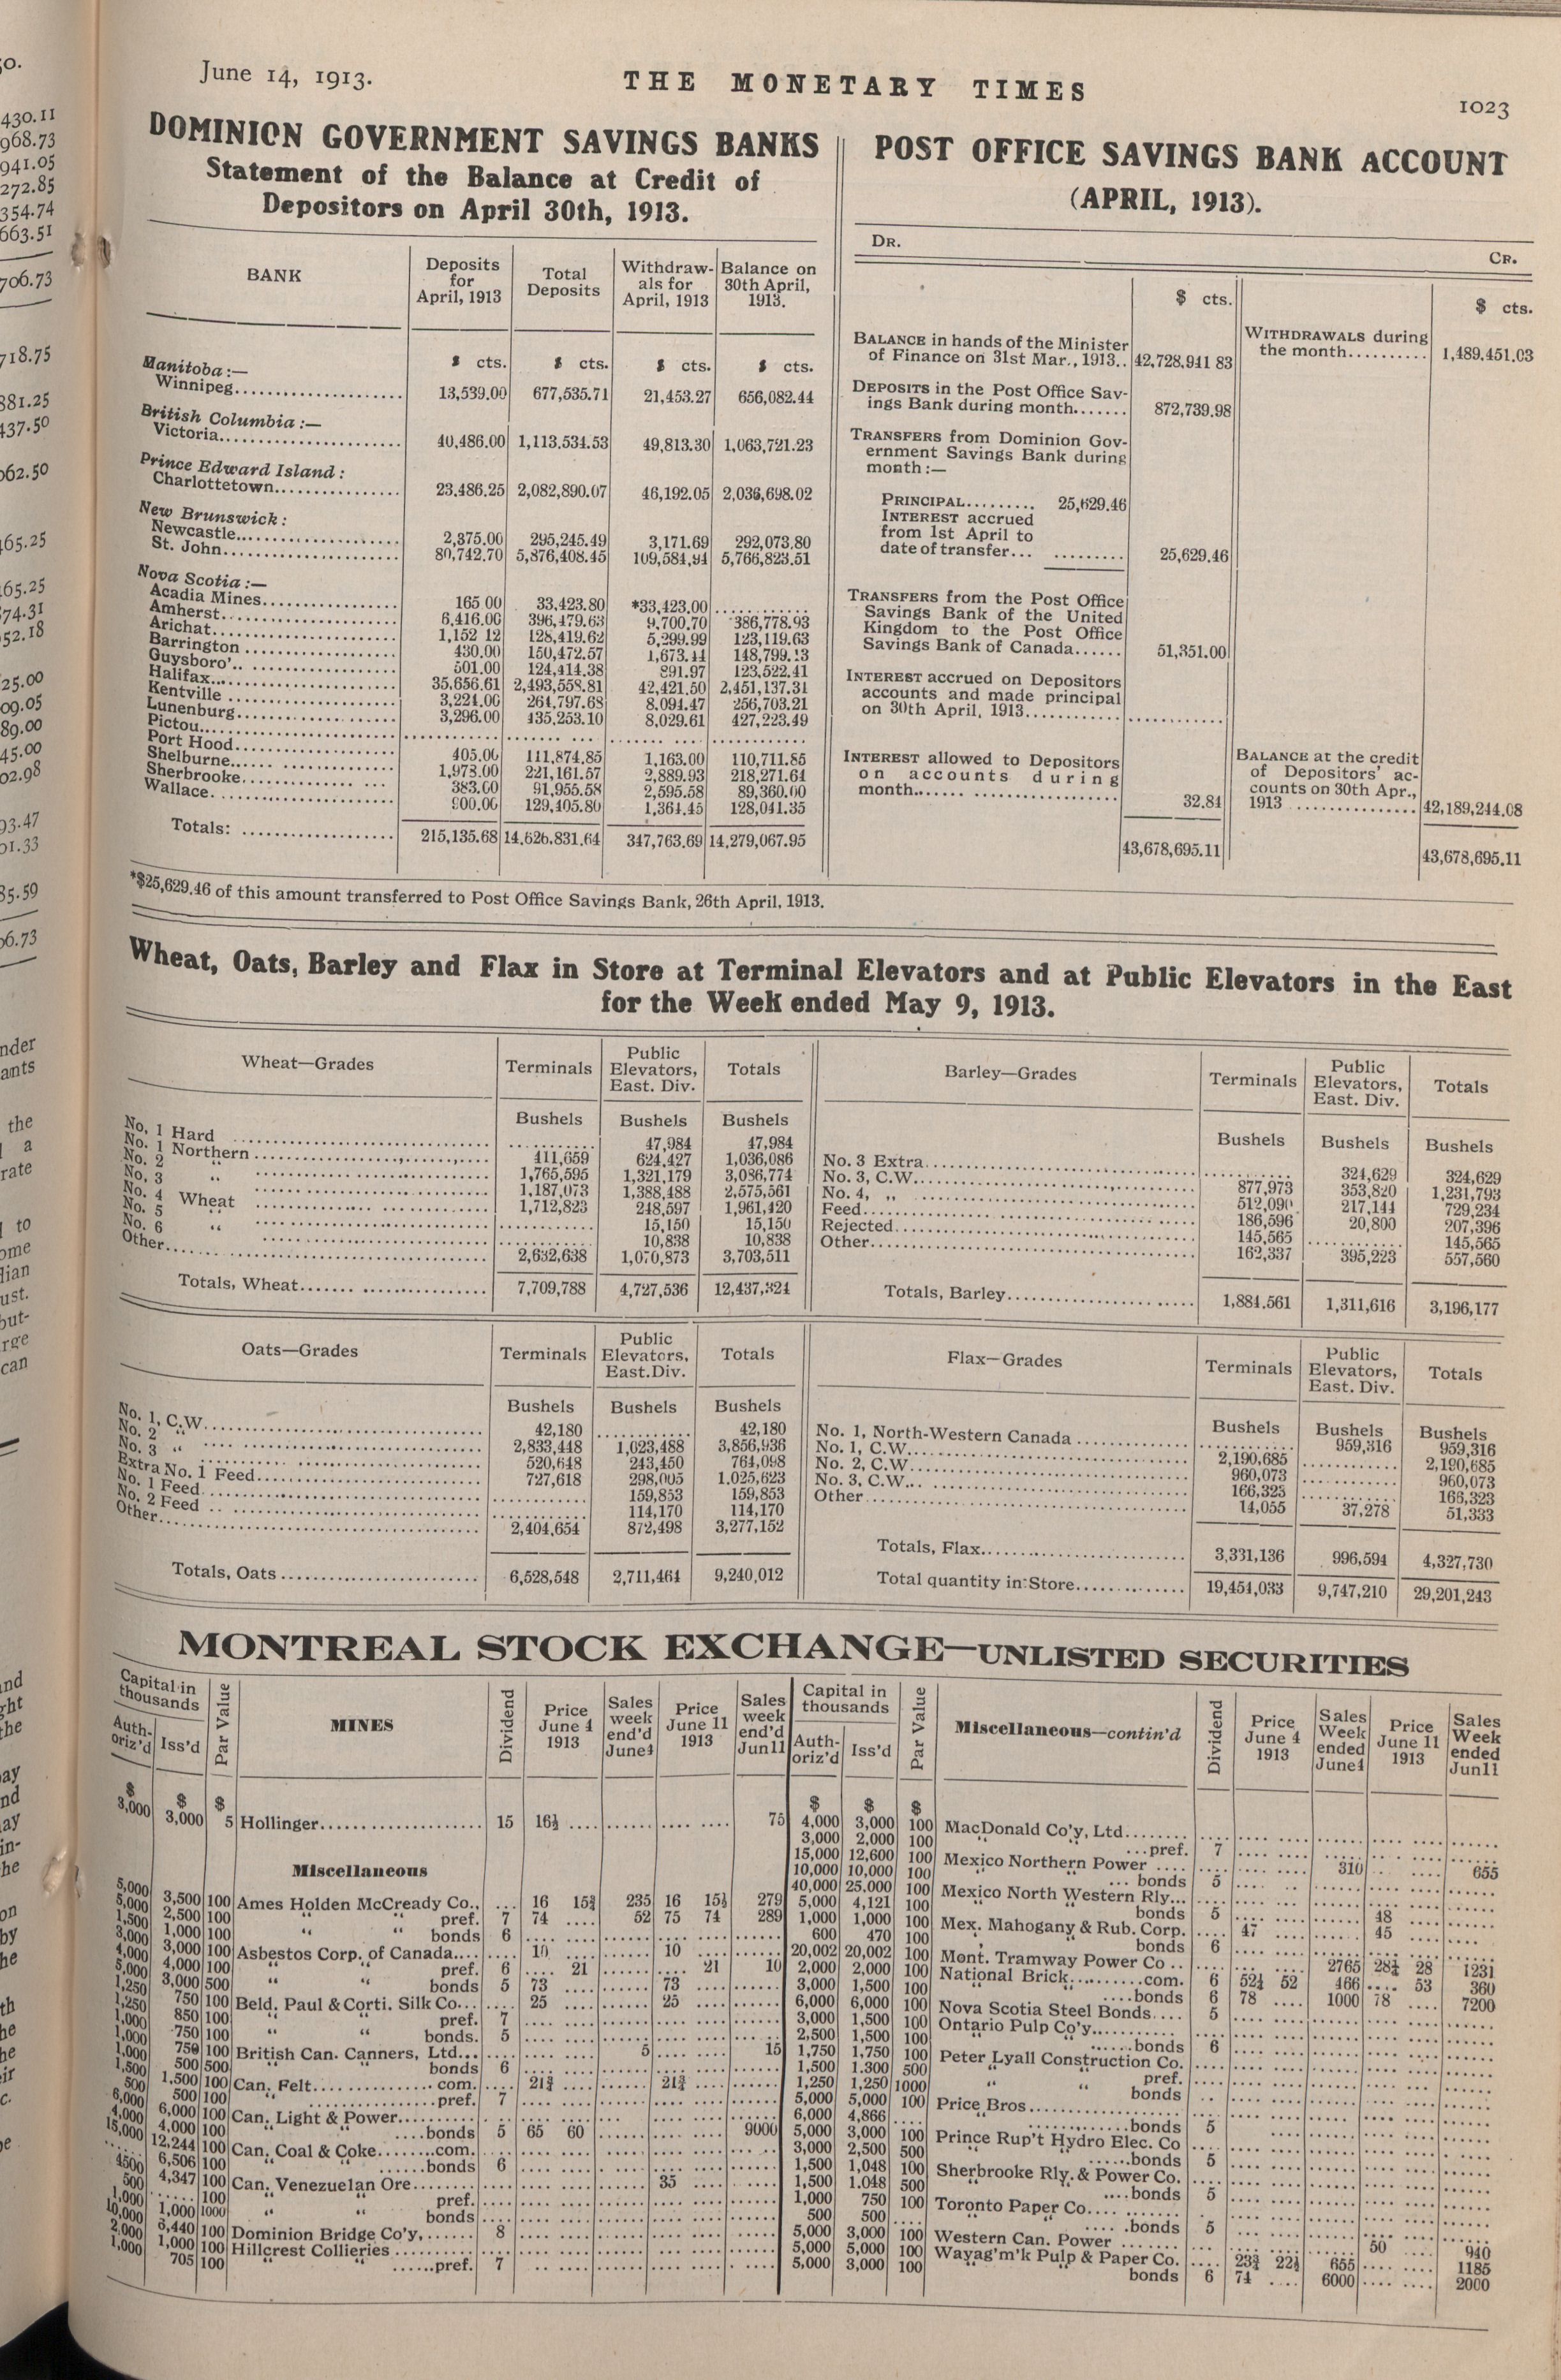 June 14, 1913.
THE MONETARY TIMES
1023
DOMINION GOVERNMENT SAVINGS BANKS
Statement of the Balance at Credit of
Depositors on April 30th, 1913.
BANK | Deposits for April, 1913 | Total Deposits | Withdraw-als for April, 1913 | Balance on 30th April, 1913.
$ cts. | $ cts. | $ cts. | $ cts.
Manitoba:—
Winnipeg 13,539.00 677,535.71 21,453.27 656,082.44
British Columbia:—
Victoria 40,486.00 1,113,534.53 49,813.30 1,063,721.23
Prince Edward Island:
Charlottetown 23,486.25 2,082,890.07 46,192.05 2,036,698.02
New Brunswick:
Newcastle 2,375.00 295,245.49 3,171.69 292,073.80
St. John 80,742.70 5,876,408.45 109,584.94 5,766,823.51
Nova Scotia:—
Acadia Mines 165 00 33,423.80 *33,423.00
Amherst 6,416.00 396,479.63 9,700.70 386,778.93
Arichat 1,152 12 128,419.62 5,299.99 123,119.63
Barrington 430.00 150,472.57 1,673.44 148,799.13
Guysboro' 501.00 124,414.38 891.97 123,522.41
Halifax 35,656.61 2,493,558.81 42,421.50 2,451,137.31
Kentville 3,224.00 264,797.68 8,094.47 256,703.21
Lunenburg 3,296.00 435,253.10 8,029.61 427,223.49
Pictou
Port Hood 405.00 111,874.85 1,163.00 110,711.85
Shelburne 1,978.00 221,161.57 2,889.93 218,271.64
Sherbrooke 383.00 91,955.58 2,595.58 89,360.00
Wallace 129,405.80 1,364.45 128,041.35
Totals: 215,135.68 14,626,831.64 347,763.69 14,279,067.95
*$25,629.46 of this amount transferred to Post Office Savings Bank, 26th April, 1913.
POST OFFICE SAVINGS BANK ACCOUNT
(APRIL, 1913).
DR.
CR.
$ cts.
$ cts.
BALANCE in hands of the Minister
of Finance on 31st Mar., 1913.. 42,728,941 83
DEPOSITS in the Post Office Sav-
ings Bank during month 872,739.98
TRANSFERS from Dominion Gov-
ernment Savings Bank during
month:—
PRINCIPAL 25,629.46
INTEREST accrued
from 1st April to
date of transfer 25,629.46
TRANSFERS from the Post Office
Savings Bank of the United
Kingdom to the Post Office
Savings Bank of Canada 51,351.00
INTEREST accrued on Depositors
accounts and made principal
on 30th April, 1913
INTEREST allowed to Depositors
on accounts during
month 32.84
43,678,695.11
WITHDRAWALS during
the month 1,489,451.03
BALANCE at the credit
of Depositors' ac-
counts on 30th Apr.,
1913 42,189,244.08
43,678,695.11
Wheat, Oats, Barley and Flax in Store at Terminal Elevators and at Public Elevators in the East
for the Week ended May 9, 1913.
Wheat—Grades | Terminals | Public Elevators, East. Div. | Totals
Bushels Bushels Bushels
No. 1 Hard 47,984 47,984
No. 1 Northern 411,659 624,427 1,036,086
No. 2 " 1,765,595 1,321,179 3,086,774
No. 3 " 1,187,073 1,388,488 2,575,561
No. 4 Wheat 1,712,823 248,597 1,961,420
No. 5 " 15,150 15,150
No. 6 " 10,838 10,838
Other 2,632,638 1,070,873 3,703,511
Totals, Wheat 7,709,788 4,727,536 12,437,324
Barley—Grades | Terminals | Public Elevators, East. Div. | Totals
Bushels Bushels Bushels
No. 3 Extra 324,629 324,629
No. 3, C.W. 877,973 353,820 1,231,793
No. 4, " 512,090 217,144 729,234
Feed 186,596 20,800 207,396
Rejected 145,565 145,565
Other 162,337 395,223 557,560
Totals, Barley 1,884,561 1,311,616 3,196,177
Oats—Grades | Terminals | Public Elevators, East. Div. | Totals
Bushels Bushels Bushels
No. 1, C.W. 42,180 42,180
No. 2 " 2,833,448 1,023,488 3,856,936
No. 3 " 520,648 243,450 764,098
Extra No. 1 Feed 727,618 298,005 1,025,623
No. 1 Feed 159,853 159,853
No. 2 Feed 114,170 114,170
Other 2,404,654 872,498 3,277,152
Totals, Oats 6,528,548 2,711,464 9,240,012
Flax—Grades | Terminals | Public Elevators, East. Div. | Totals
Bushels Bushels Bushels
No. 1, North-Western Canada 959,316 959,316
No. 1, C.W. 2,190,685 2,190,685
No. 2, C.W. 960,073 960,073
No. 3, C.W. 166,323 166,323
Other 14,055 37,278 51,333
Totals, Flax 3,331,136 996,594 4,327,730
Total quantity in Store 19,454,033 9,747,210 29,201,243
MONTREAL STOCK EXCHANGE—UNLISTED SECURITIES
Capital in thousands | Auth-oriz'd | Iss'd | Par Value | MINES | Dividend | Price June 4 1913 | Sales week end'd June 4 | Price June 11 1913 | Sales week end'd Jun 11
$ $ $
3,000 3,000 5 Hollinger 15 16½ 75
Miscellaneous
5,000 3,500 100 Ames Holden McCready Co. 16 15¾ 235 16 15½ 279
5,000 2,500 100 " " pref. 7 74 52 75 74 289
1,500 1,000 100 " " bonds 6
3,000 3,000 100 Asbestos Corp. of Canada 10 10
4,000 4,000 100 " " pref. 6 21 21 10
5,000 3,000 500 " " bonds 5 73 73
1,250 750 100 Beld. Paul & Corti. Silk Co. 25 25
1,250 850 100 " " pref. 7
1,000 750 100 " " bonds. 5
1,000 750 100 British Can. Canners, Ltd. 5 15
1,000 500 500 " " bonds 6
1,500 1,500 100 Can. Felt com. 21¾ 21¾
500 500 100 pref. 7
6,000 6,000 100 Can. Light & Power
4,000 4,000 100 " " bonds 5 65 60 9000
15,000 12,244 100 Can. Coal & Coke com.
6,506 100 " " bonds 6
4,347 100 Can. Venezuelan Ore 35
100 " " pref.
1,000 1000 " " bonds
10,000 6,440 100 Dominion Bridge Co'y, 8
2,000 1,000 100 Hillcrest Collieries
1,000 705 100 " " pref. 7
Capital in thousands | Auth-oriz'd | Iss'd | Par Value | Miscellaneous—contin'd | Dividend | Price June 4 1913 | Sales Week ended June 4 | Price June 11 1913 | Sales Week ended Jun 11
$ $ $
4,000 3,000 100 MacDonald Co'y, Ltd.
3,000 2,000 100 " pref. 7
15,000 12,600 100 Mexico Northern Power 310 655
10,000 10,000 100 " " bonds 5
40,000 25,000 100 Mexico North Western Rly.
5,000 4,121 100 " " bonds 5 48
1,000 1,000 100 Mex. Mahogany & Rub. Corp. 47 45
600 470 100 " bonds 6
20,002 20,002 100 Mont. Tramway Power Co 2765 28¼ 28 1231
2,000 2,000 100 National Brick com. 6 52¼ 52 466 53 360
3,000 1,500 100 " bonds 6 78 1000 78 7200
6,000 6,000 100 Nova Scotia Steel Bonds 5
3,000 1,500 100 Ontario Pulp Co'y
2,500 1,500 100 " " bonds 6
1,750 1,750 100 Peter Lyall Construction Co.
1,500 1.300 500 " " pref.
1,250 1,250 1000 " " bonds
5,000 5,000 100 Price Bros.
6,000 4,866 " bonds 5
5,000 3,000 100 Prince Rup't Hydro Elec. Co
3,000 2,500 500 " bonds 5
1,500 1,048 100 Sherbrooke Rly. & Power Co.
1,500 1.048 500 " " bonds 5
1,000 750 100 Toronto Paper Co.
500 500 " " bonds 5
5,000 3,000 100 Western Can. Power 50 940
5,000 5,000 100 Wayag'm'k Pulp & Paper Co. 23¾ 22½ 655 1185
5,000 3,000 100 " " bonds 6 74 6000 2000